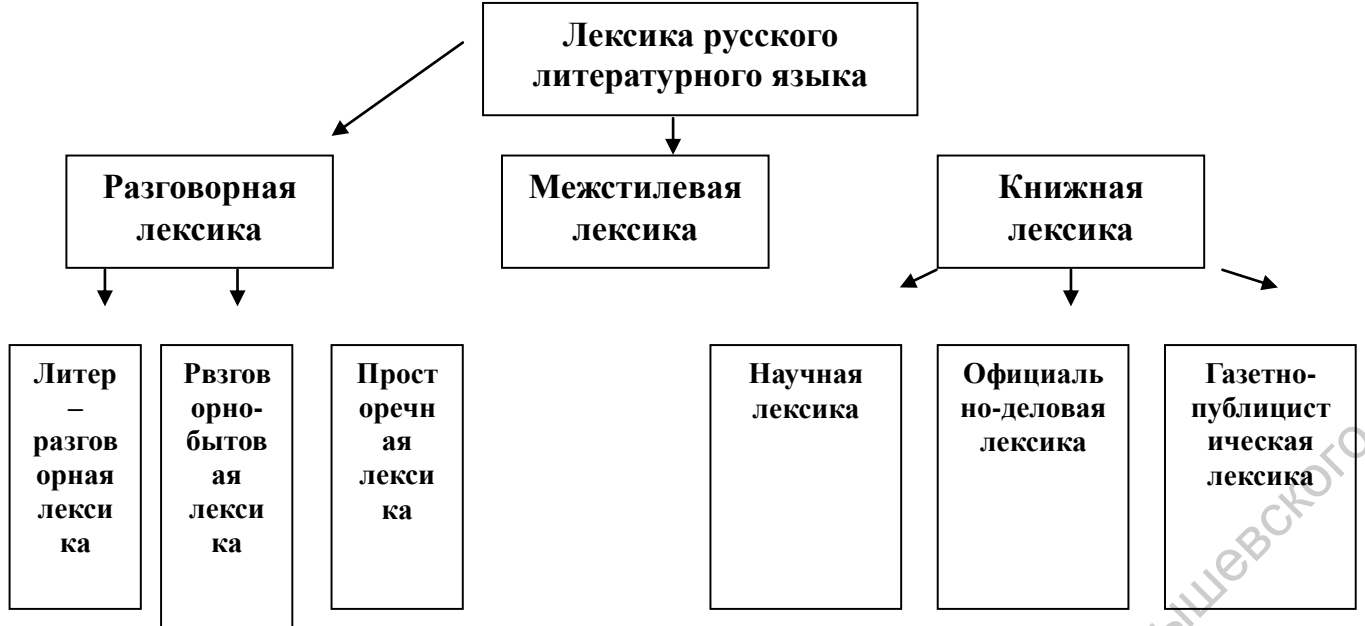 Лексика русского
литературного языка
Разговорная
лексика
Межстилевая
лексика
Книжная
лексика
Литер
–
разгов
орная
лекси
ка
Рвзгов
орно-
бытов
ая
лекси
ка
Прост
оречн
ая
лекси
ка
Научная
лексика
Официаль
но-деловая
лексика
Газетно-
публицист
ическая
лексика